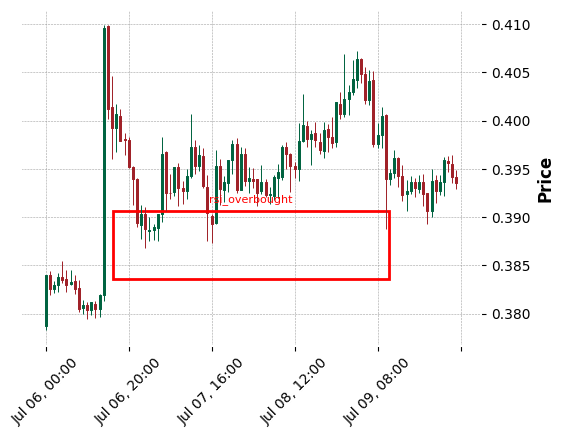 0.410
0.405
0.400
0.395
0.390
0.385
0.380
Price
rsi_overbought
Jul 06, 00:00
Jul 06, 20:00
Jul 07, 16:00
Jul 08, 12:00
Jul 09, 08:00